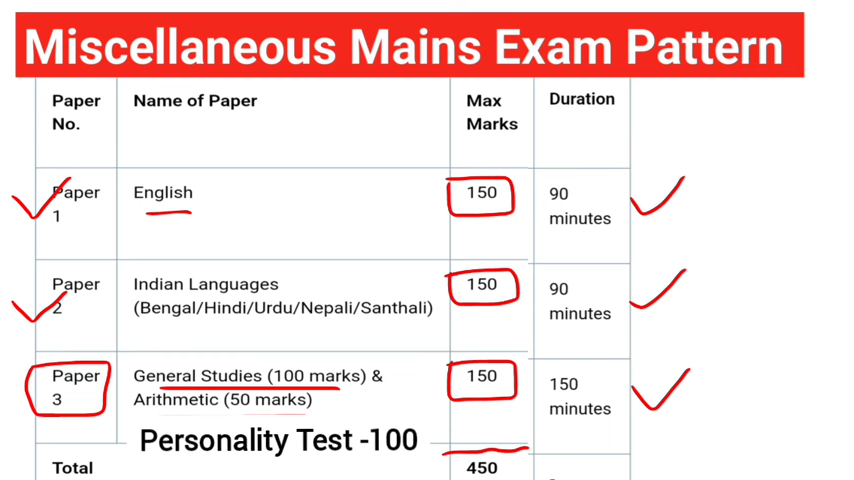 Miscellaneous Mains Exam Pattern
Paper No. Name of Paper Max Marks Duration
Paper 1 English 150 90 minutes
Paper 2 Indian Languages (Bengal/Hindi/Urdu/Nepali/Santhali) 150 90 minutes
Paper 3 General Studies (100 marks) & Arithmetic (50 marks) 150 150 minutes
Personality Test -100
Total 450